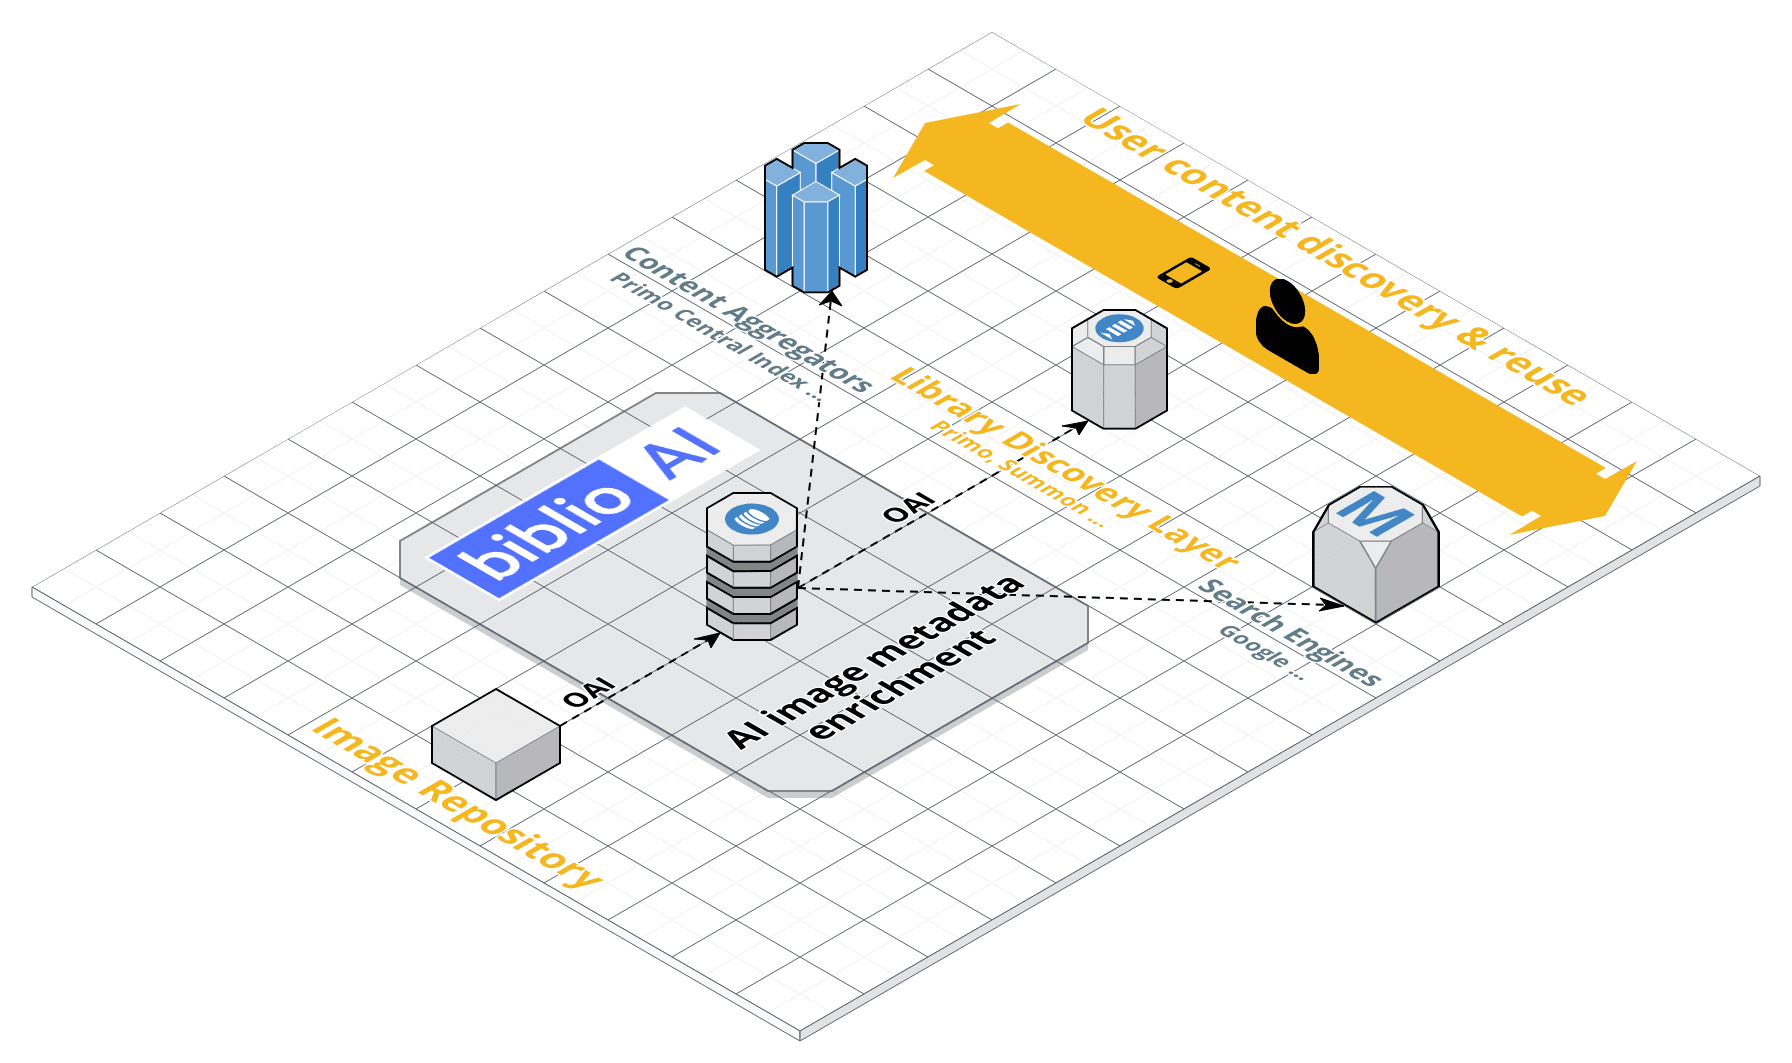 User content discovery & reuse
Content Aggregators
Primo Central Index ...
Library Discovery Layer
Primo, Summon ...
M
Search Engines
Google ...
biblio AI
OAI
AI image metadata
enrichment
OAI
Image Repository